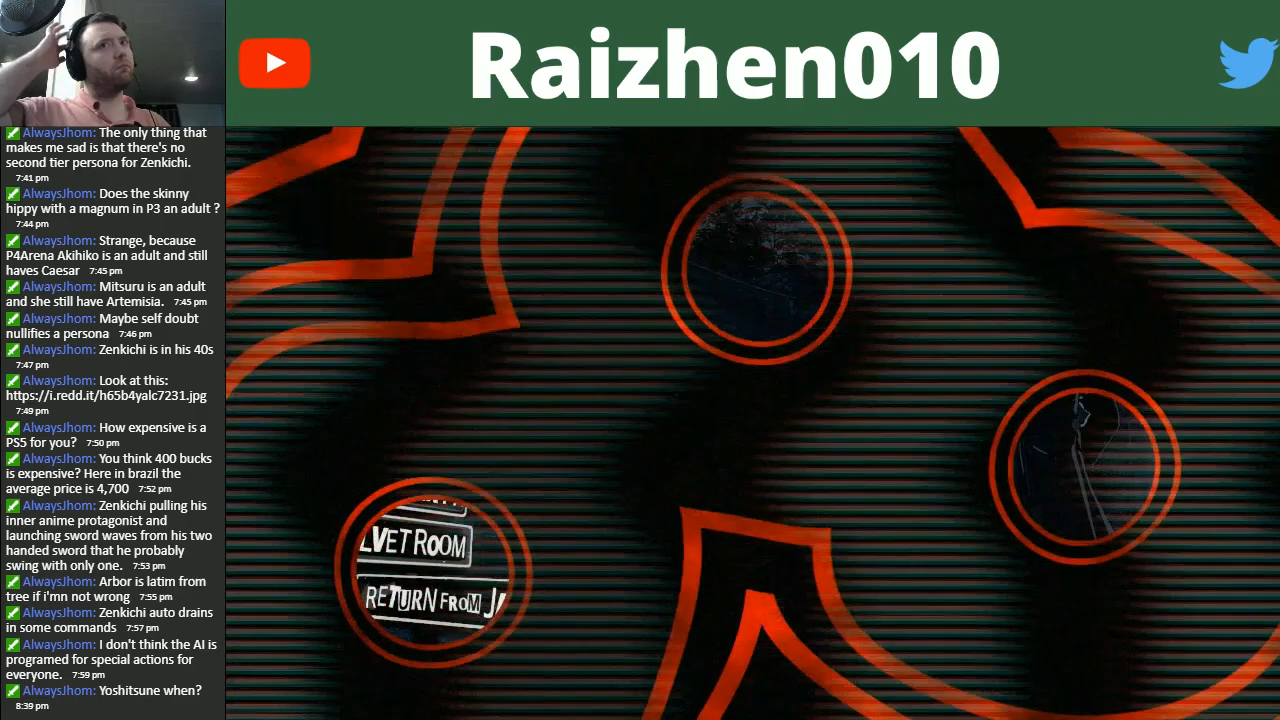 Raizhen010
AlwaysJhom: The only thing that
makes me sad is that there's no
second tier persona for Zenkichi.
7:41 pm
AlwaysJhom: Does the skinny
hippy with a magnum in P3 an adult ?
7:44 pm
AlwaysJhom: Strange, because
P4Arena Akihiko is an adult and still
haves Caesar 7:45 pm
AlwaysJhom: Mitsuru is an adult
and she still have Artemisia. 7:45 pm
AlwaysJhom: Maybe self doubt
nullifies a persona 7:46 pm
AlwaysJhom: Zenkichi is in his 40s
7:47 pm
AlwaysJhom: Look at this:
https://i.redd.it/h65b4yalc7231.jpg
7:49 pm
AlwaysJhom: How expensive is a
PS5 for you? 7:50 pm
AlwaysJhom: You think 400 bucks
is expensive? Here in brazil the
average price is 4,700 7:52 pm
AlwaysJhom: Zenkichi pulling his
inner anime protagonist and
launching sword waves from his two
handed sword that he probably
swing with only one. 7:53 pm
AlwaysJhom: Arbor is latim from
tree if i'mn not wrong 7:55 pm
AlwaysJhom: Zenkichi auto drains
in some commands 7:57 pm
AlwaysJhom: I don't think the AI is
programed for special actions for
everyone. 7:59 pm
AlwaysJhom: Yoshitsune when?
8:39 pm
LVET ROOM
RETURN FROM J